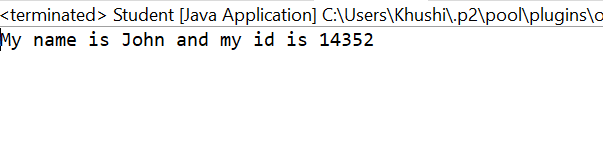 <terminated> Student [Java Application] C:\Users\Khushi\.p2\pool\plugins\o
My name is John and my id is 14352